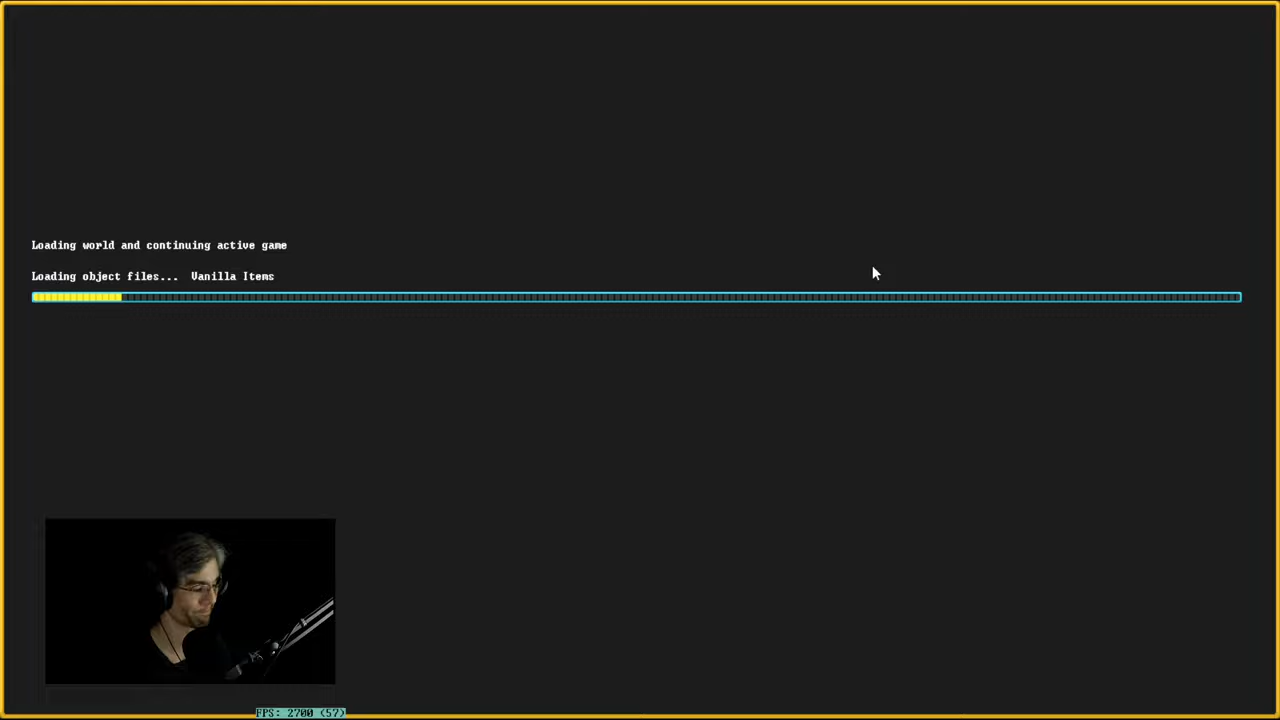 Loading world and continuing active game
Loading object files... Vanilla Items
FPS: 2700 (57)